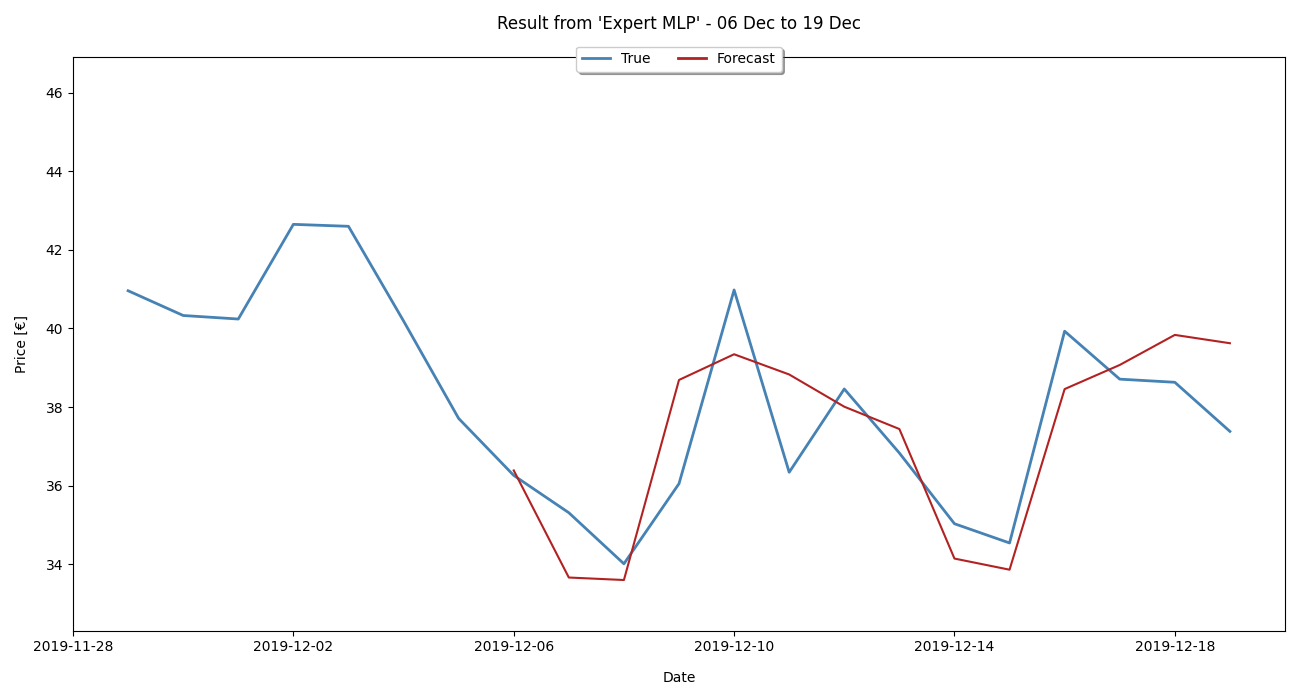 Result from 'Expert MLP' - 06 Dec to 19 Dec
True
Forecast
46
44
42
40
38
36
34
Price [€]
2019-11-28
2019-12-02
2019-12-06
2019-12-10
2019-12-14
2019-12-18
Date